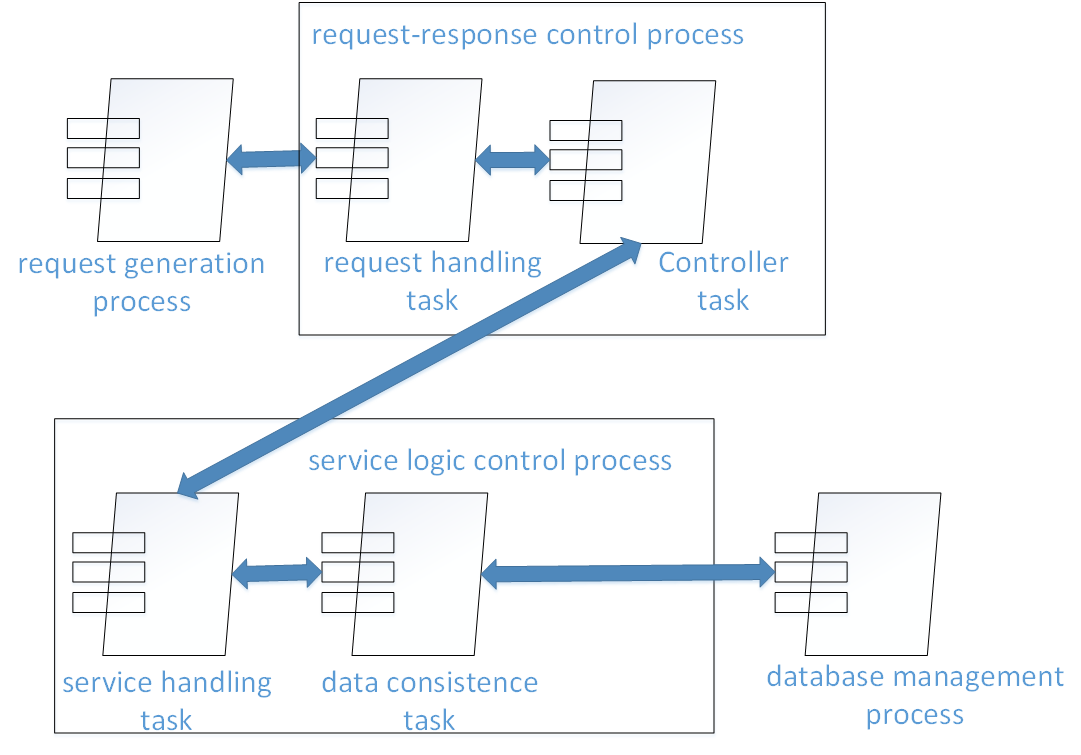 request-response control process
request generation
process
request handling
task
Controller
task
service logic control process
service handling
task
data consistence
task
database management
process